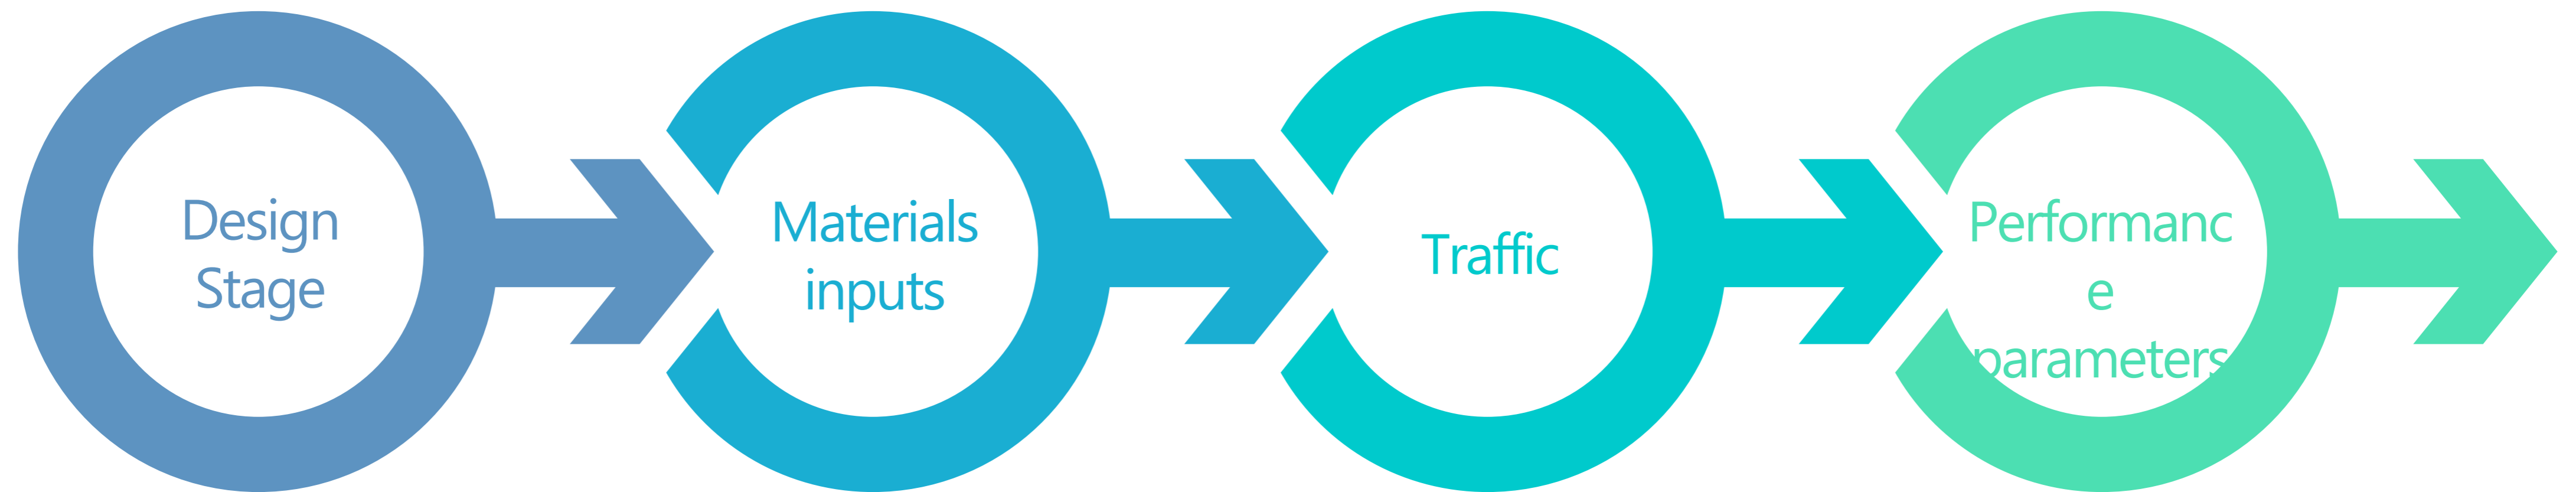 Design
Stage
Materials
inputs
Traffic
Performanc
e
parameters